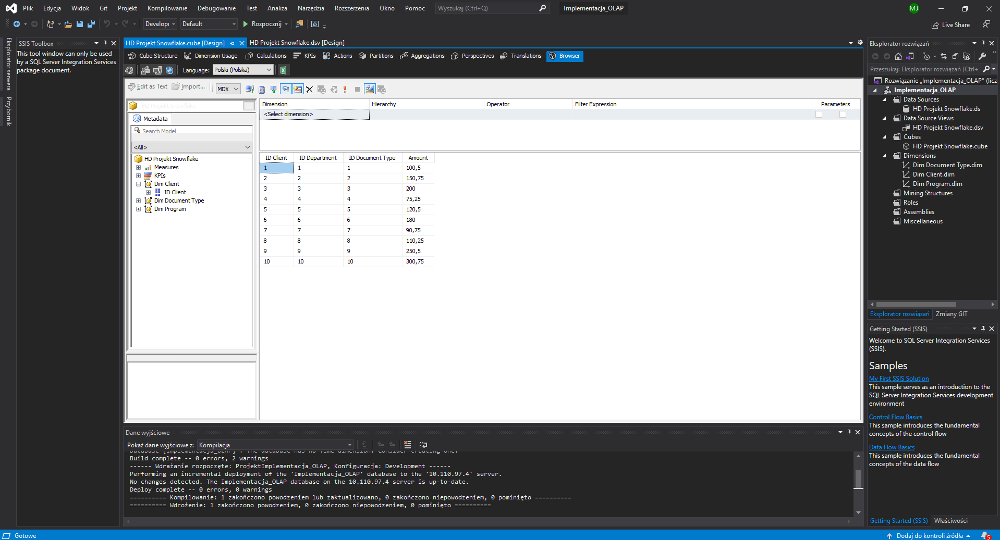 Plik Edycja Widok Git Projekt Kompilowanie Debugowanie Test Analiza Narzędzia Rozszerzenia Okno Pomoc Wyszukaj (Ctrl+Q) Implementacja_OLAP MJ
Developi Default Rozpocznij Live Share
Eksplorator serwera
Przybornik
SSIS Toolbox
This tool window can only be used
by a SQL Server Integration Services
package document.
HD Projekt Snowflake.cube [Design] HD Projekt Snowflake.dsv [Design]
Cube Structure Dimension Usage Calculations KPIs Actions Partitions Aggregations Perspectives Translations Browser
Language: Polski (Polska)
Edit as Text Import... MDX
HD Projekt Snowflake
Metadata
Search Model
<All>
HD Projekt Snowflake
Measures
KPIs
Dim Client
ID Client
Dim Document Type
Dim Program
Dimension Hierarchy Operator Filter Expression Parameters
<Select dimension>
ID Client ID Department ID Document Type Amount
1 1 1 100,5
2 2 2 150,75
3 3 3 200
4 4 4 75,25
5 5 5 120,5
6 6 6 180
7 7 7 90,75
8 8 8 110,25
9 9 9 250,5
10 10 10 300,75
Dane wyjściowe
Pokaż dane wyjściowe z: Kompilacja
Database [Implementacja_OLAP] : The database has no Time dimension. Consider creating one.
Build complete -- 0 errors, 2 warnings
------ Wdrażanie rozpoczęte: ProjektImplementacja_OLAP, Konfiguracja: Development ------
Performing an incremental deployment of the 'Implementacja_OLAP' database to the '10.110.97.4' server.
No changes detected. The Implementacja_OLAP database on the 10.110.97.4 server is up-to-date.
Deploy complete -- 0 errors, 0 warnings
========== Kompilowanie: 1 zakończono powodzeniem lub zaktualizowano, 0 zakończono niepowodzeniem, 0 pominięto ==========
========== Wdrożenie: 1 zakończono powodzeniem, 0 zakończono niepowodzeniem, 0 pominięto ==========
Eksplorator rozwiązań
Przeszukaj: Eksplorator rozwiązań (Ctrl+;
Rozwiązanie „Implementacja_OLAP” (licz
Implementacja_OLAP
Data Sources
HD Projekt Snowflake.ds
Data Source Views
HD Projekt Snowflake.dsv
Cubes
HD Projekt Snowflake.cube
Dimensions
Dim Document Type.dim
Dim Client.dim
Dim Program.dim
Mining Structures
Roles
Assemblies
Miscellaneous
Eksplorator rozwiązań Zmiany GIT
Getting Started (SSIS)
Welcome to SQL Server Integration Services
(SSIS).
Samples
My First SSIS Solution
This sample serves as an introduction to the
SQL Server Integration Services development
environment
Control Flow Basics
This sample introduces the fundamental
concepts of the control flow
Data Flow Basics
This sample introduces the fundamental
concepts of the data flow
Getting Started (SSIS) Właściwości
Gotowe Dodaj do kontroli źródła 5